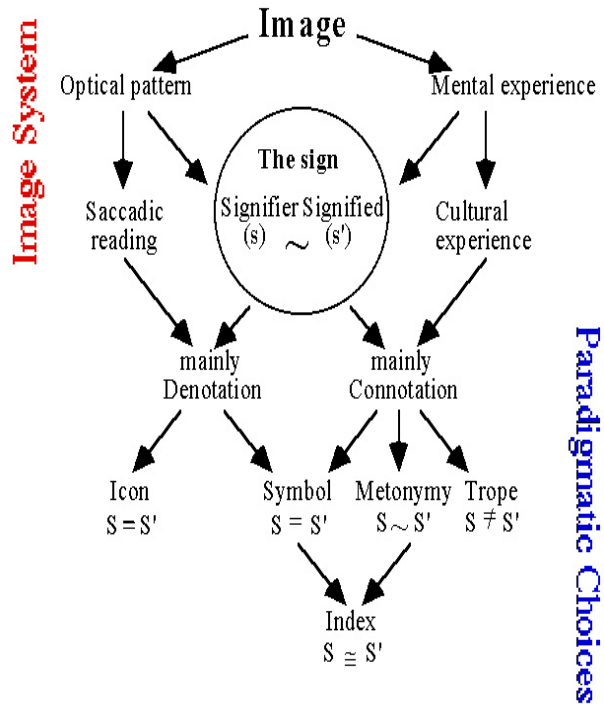 Image
Image System
Optical pattern
Mental experience
The sign
Signifier Signified
(s) ~ (s')
Saccadic
reading
Cultural
experience
mainly
Denotation
mainly
Connotation
Paradigmatic Choices
Icon
S = S'
Symbol
S = S'
Metonymy
S ~ S'
Trope
S ≠ S'
Index
S ≅ S'